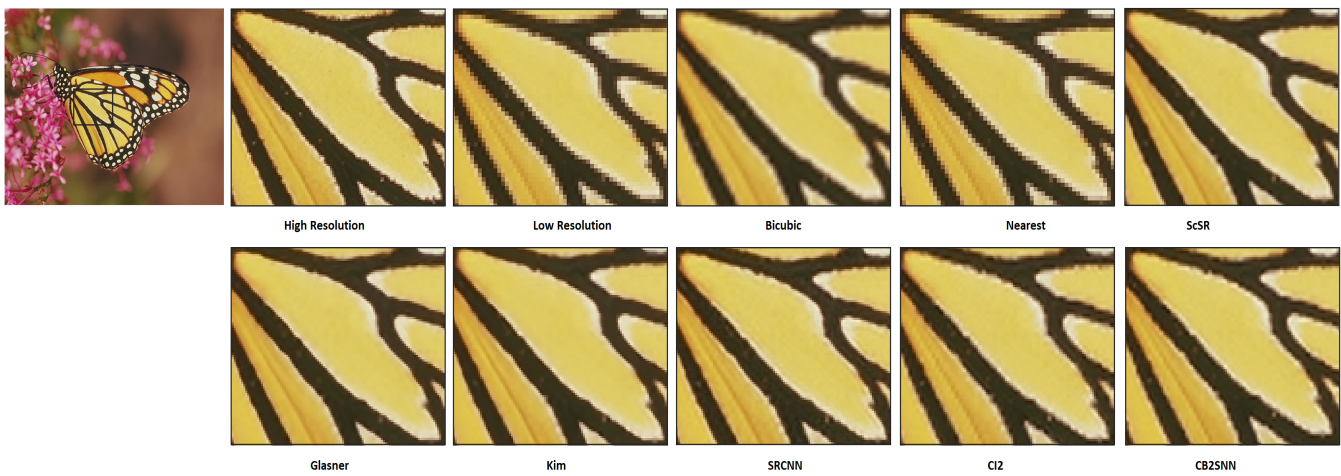 High Resolution
Low Resolution
Bicubic
Nearest
ScSR
Glasner
Kim
SRCNN
CI2
CB2SNN